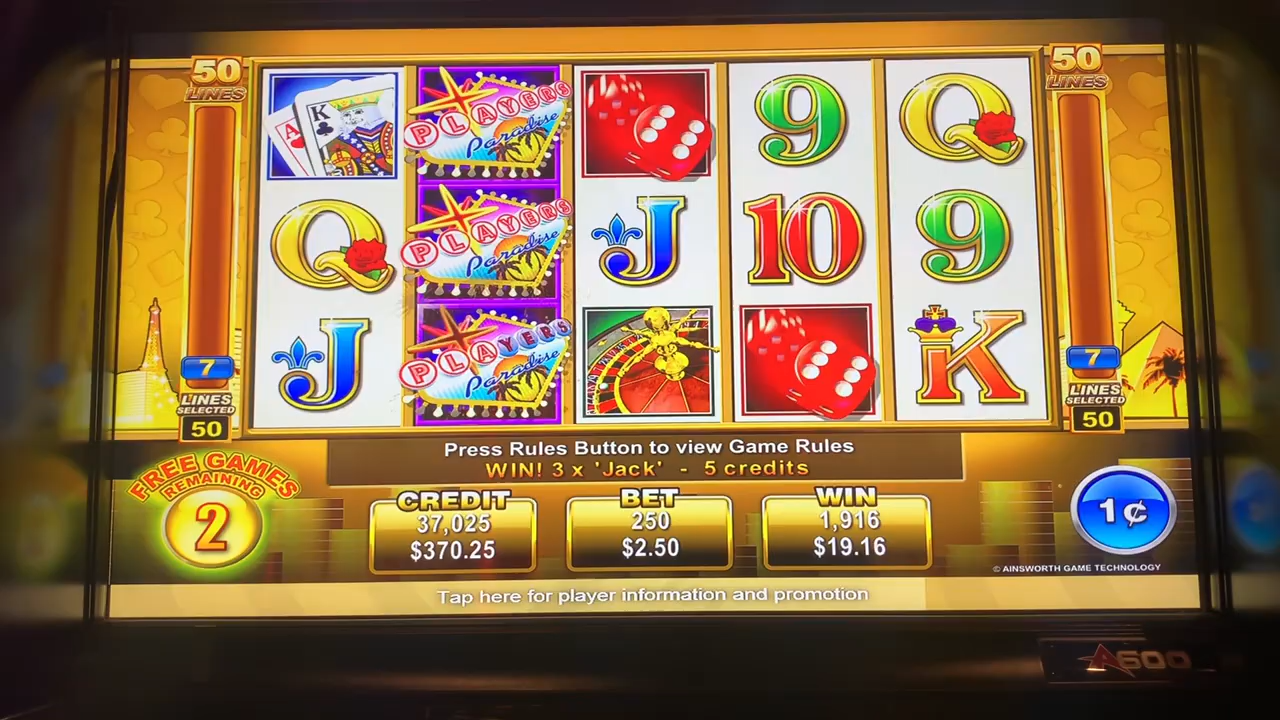 50
LINES
50
LINES
A
K
PLAYERS
Paradise
9
Q
Q
PLAYERS
Paradise
J
10
9
J
PLAYERS
Paradise
K
7
LINES
SELECTED
50
7
LINES
SELECTED
50
Press Rules Button to view Game Rules
WIN! 3 x 'Jack' - 5 credits
FREE GAMES
REMAINING
2
CREDIT
37,025
$370.25
BET
250
$2.50
WIN
1,916
$19.16
1¢
© AINSWORTH GAME TECHNOLOGY
Tap here for player information and promotion
A600